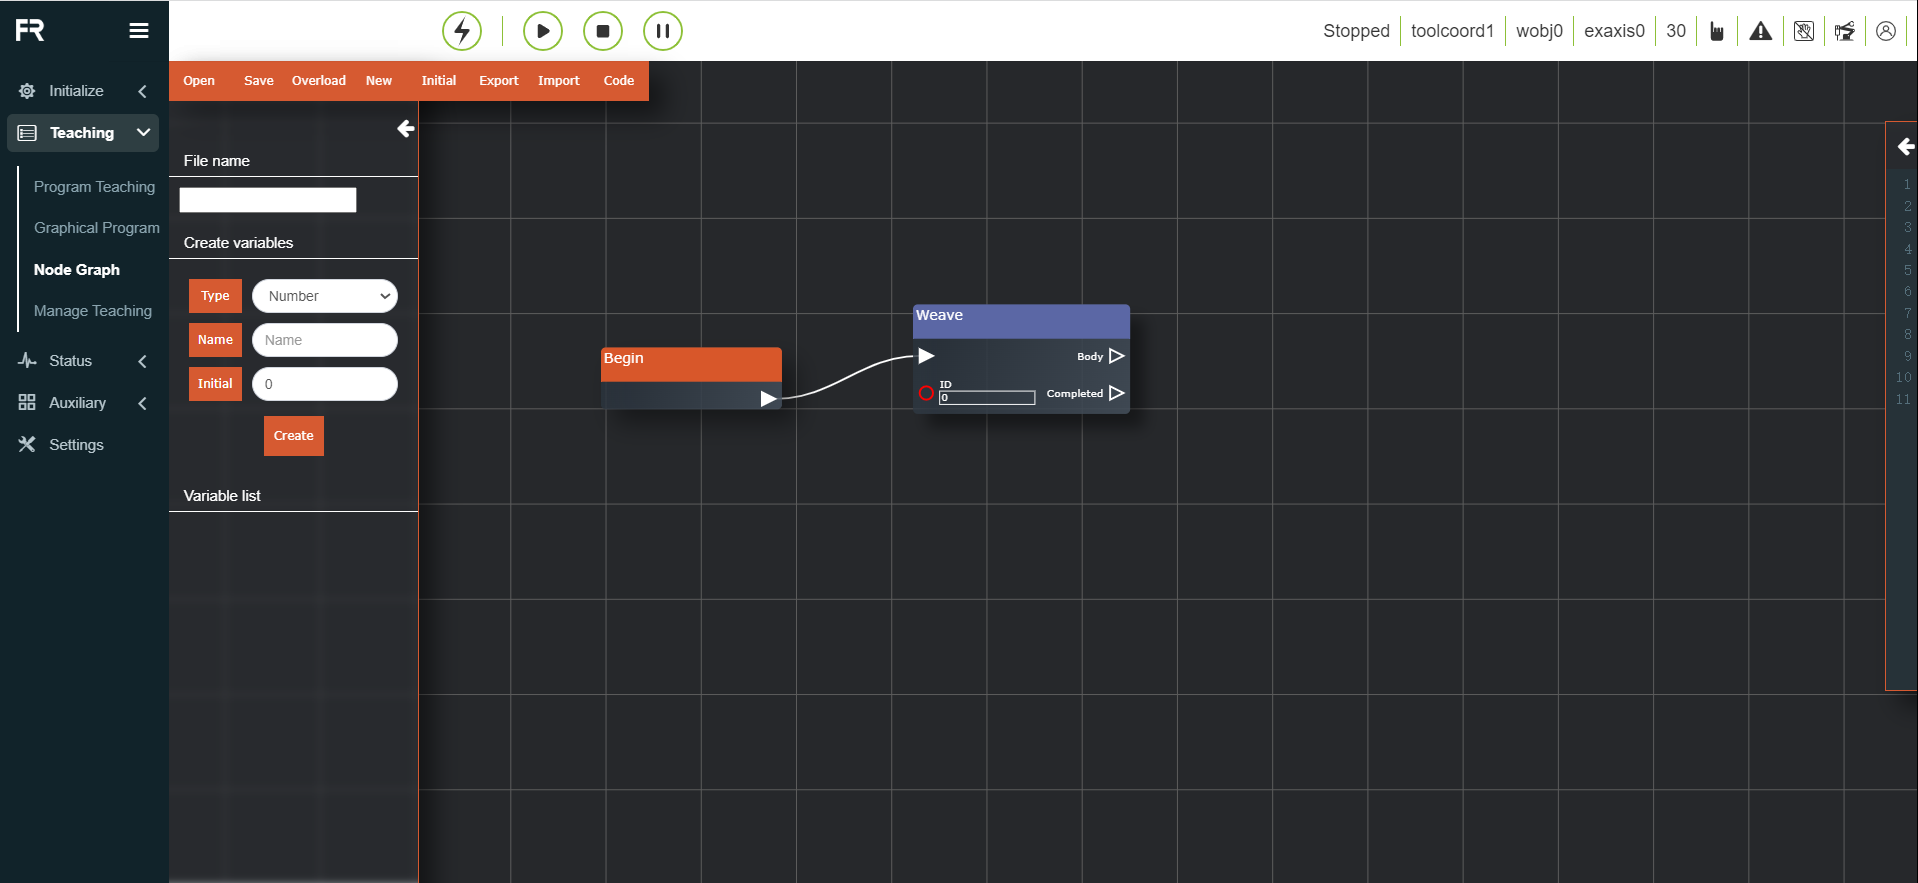 FR
Stopped toolcoord1 wobj0 exaxis0 30
Open Save Overload New Initial Export Import Code
Initialize
Teaching
Program Teaching
Graphical Program
Node Graph
Manage Teaching
Status
Auxiliary
Settings
File name
Create variables
Type Number
Name Name
Initial 0
Create
Variable list
Begin
Weave
Body
ID
0
Completed
1
2
3
4
5
6
7
8
9
10
11